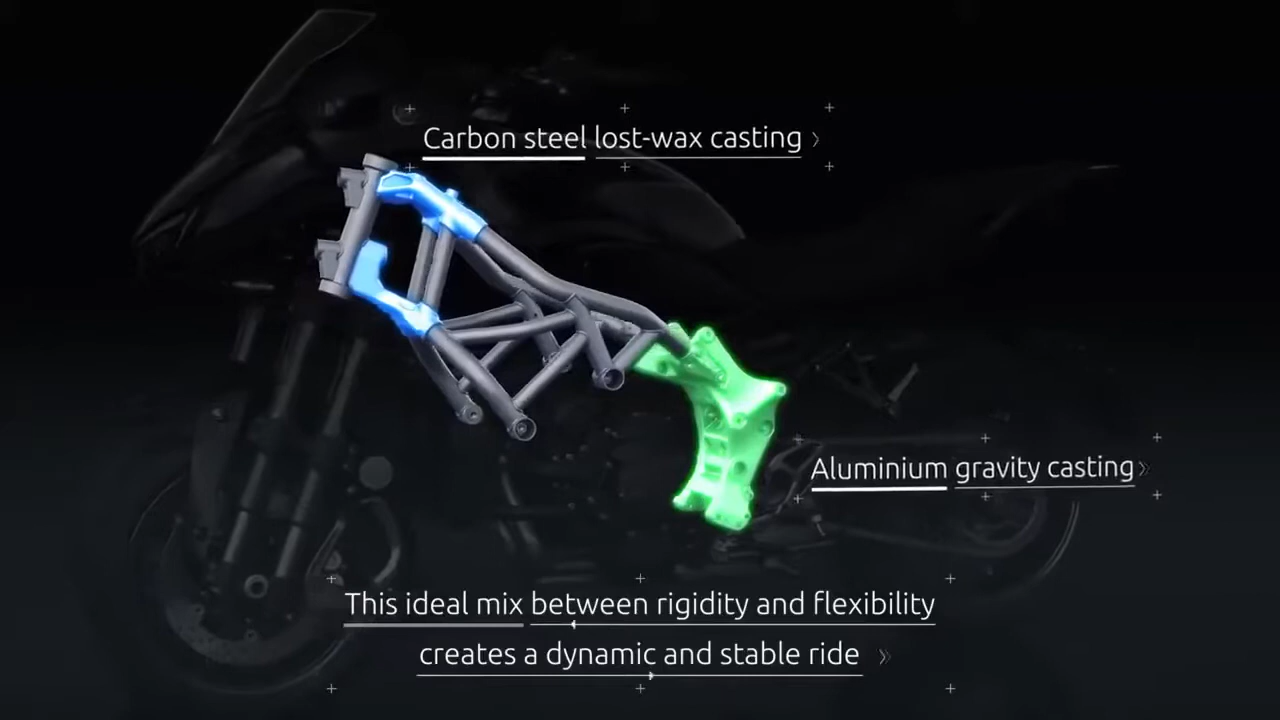 Carbon steel lost-wax casting
Aluminium gravity casting
This ideal mix between rigidity and flexibility
creates a dynamic and stable ride